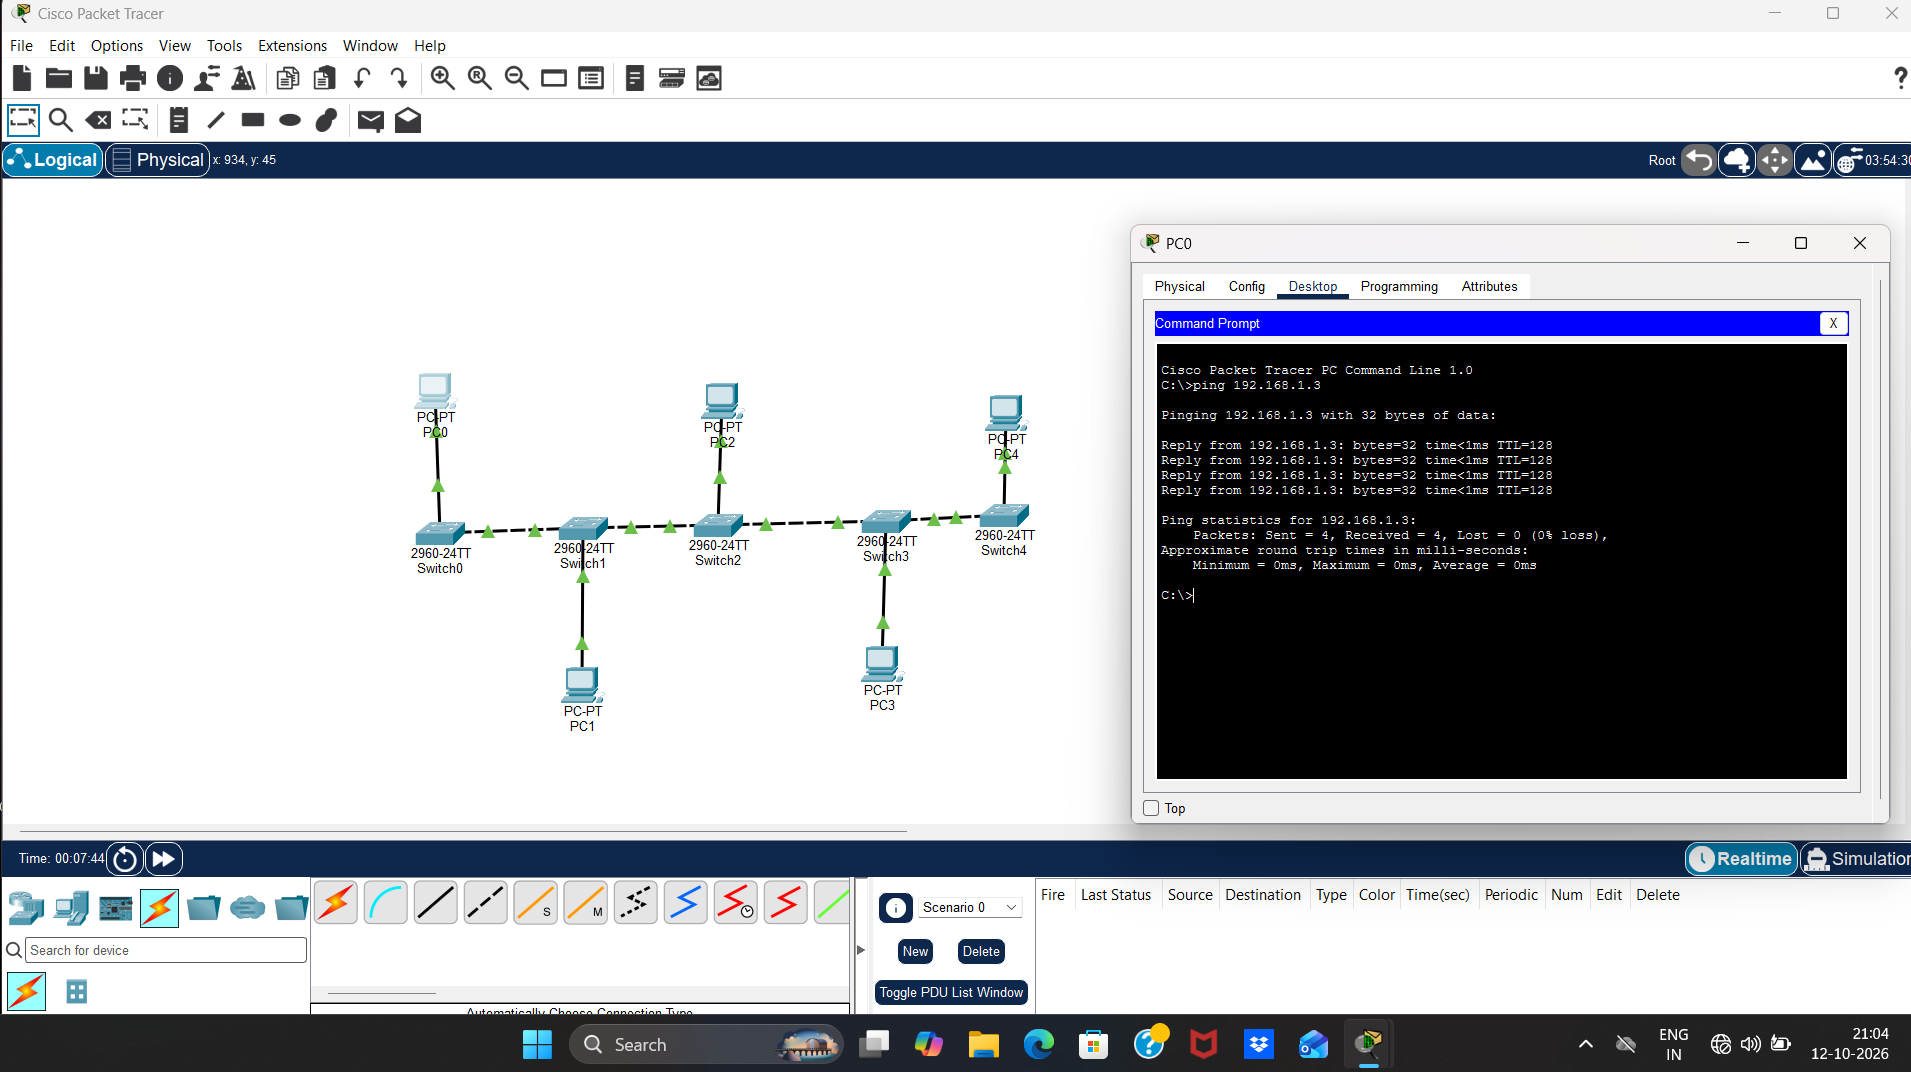 Cisco Packet Tracer
File Edit Options View Tools Extensions Window Help
Logical Physical x: 934, y: 45 Root 03:54:30
PC0
Physical Config Desktop Programming Attributes
Command Prompt X
Cisco Packet Tracer PC Command Line 1.0
C:\>ping 192.168.1.3
Pinging 192.168.1.3 with 32 bytes of data:
Reply from 192.168.1.3: bytes=32 time<1ms TTL=128
Reply from 192.168.1.3: bytes=32 time<1ms TTL=128
Reply from 192.168.1.3: bytes=32 time<1ms TTL=128
Reply from 192.168.1.3: bytes=32 time<1ms TTL=128
Ping statistics for 192.168.1.3:
Packets: Sent = 4, Received = 4, Lost = 0 (0% loss),
Approximate round trip times in milli-seconds:
Minimum = 0ms, Maximum = 0ms, Average = 0ms
C:\>
Top
PC-PT
PC0
PC-PT
PC2
PC-PT
PC4
2960-24TT
Switch0
2960-24TT
Switch1
2960-24TT
Switch2
2960-24TT
Switch3
2960-24TT
Switch4
PC-PT
PC1
PC-PT
PC3
Time: 00:07:44 Realtime Simulation
S M
Search for device
Automatically Choose Connection Type
Scenario 0
New Delete
Toggle PDU List Window
Fire Last Status Source Destination Type Color Time(sec) Periodic Num Edit Delete
Search
ENG
IN
21:04
12-10-2026